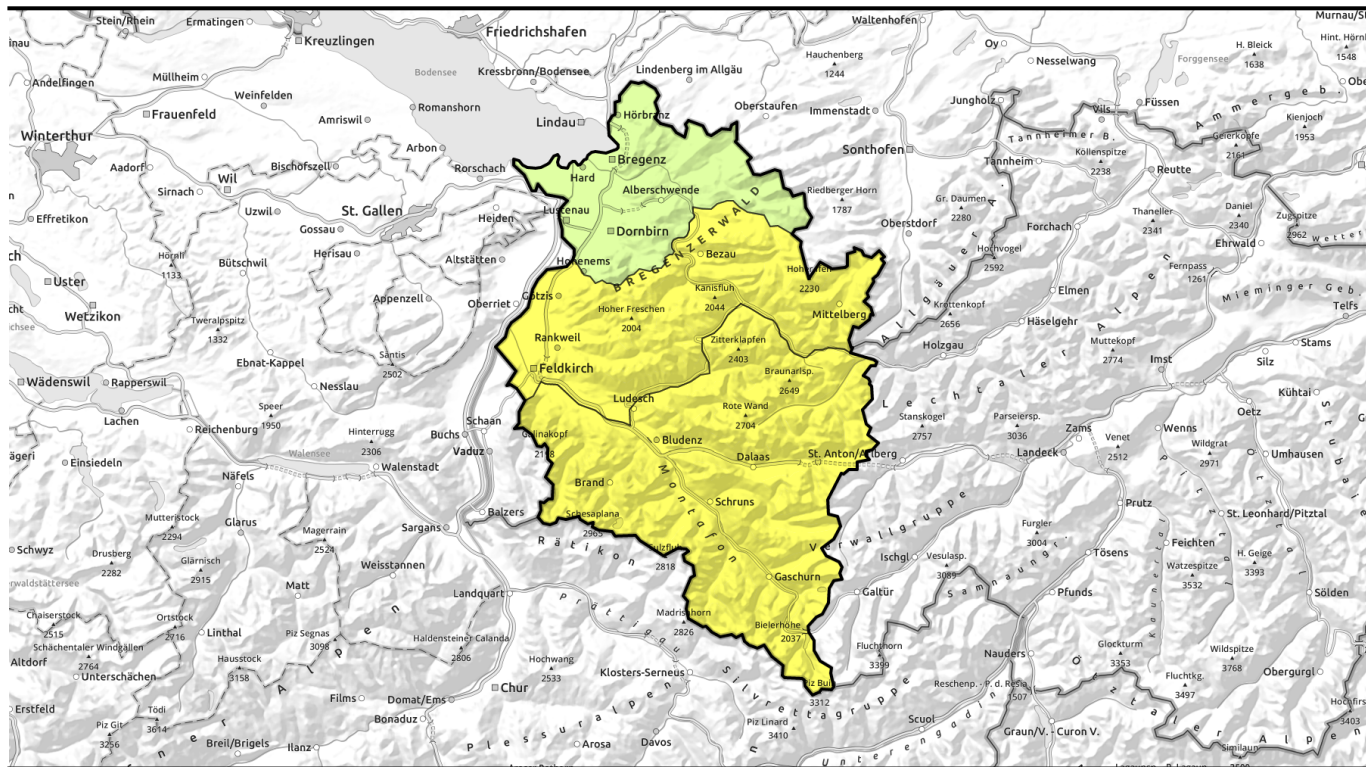 Stein/Rhein
Ermatingen
Kreuzlingen
Friedrichshafen
Waltenhofen
Murnau/St
Andelfingen
Müllheim
Bodensee
Kressbronn/Bodensee
Lindenberg im Allgäu
Hauchenberg
1244
Oy
Nesselwang
Forggensee
H. Bleick
1638
Hint. Hörnl
1548
Weinfelden
Romanshorn
Oberstaufen
Immenstadt
Jungholz
Vils
Füssen
Ammergeb.
Kienjoch
1953
Frauenfeld
Amriswil
Lindau
Hörbranz
Winterthur
Arbon
Bregenz
Sonthofen
Tannheimer B.
Geierköpfe
2161
Köllenspitze
2238
Tannheim
Reutte
Aadorf
Bischofszell
Rorschach
Hard
Alberschwende
Sirnach
Wil
Riedberger Horn
1787
Gr. Daumen
2280
Thaneller
2341
Daniel
2340
Zugspitze
2962
Wetter
Effretikon
Uzwil
St. Gallen
Heiden
Lustenau
Dornbirn
Oberstdorf
Forchach
Ehrwald
Gossau
Herisau
Altstätten
Hohenems
BREGENZERWALD
Bezau
Hochvogel
2592
Allgäuer A.
Fernpass
1261
Hörnli
1133
Bütschwil
Uster
Appenzell
Oberriet
Götzis
Kanisfluh
2044
2230
Mittelberg
Krottenkopf
2656
Elmen
Mieminger Geb.
Telfs
Wetzikon
Tweralpspitz
1332
Hoher Freschen
2004
Häselgehr
Rankweil
Zitterklapfen
2403
Holzgau
Muttekopf
2774
Lechtaler Alpen
Imst
Stams
Silz
Ebnat-Kappel
Säntis
2502
Feldkirch
Braunarlsp.
2649
Wädenswil
Rapperswil
Nesslau
Kühtai
Ludesch
Rote Wand
2704
Stanskogel
2757
Parseiersp.
3036
Lachen
Speer
1950
Reichenburg
Hinterrugg
2306
Buchs
Schaan
Vaduz
Bludenz
Dalaas
St. Anton/Arlberg
Zams
Landeck
Venet
2512
Wenns
Wildgrat
2971
Oetz
Umhausen
Stubaie
Einsiedeln
Walensee
Walenstadt
Näfels
Brand
Montafon
Schruns
Prutz
Pitztal
Ötztal
Mutteristock
2294
Glarus
Magerrain
2524
Sargans
Balzers
Schesaplana
2965
Rätikon
Sulzfluh
2818
Verwallgruppe
Furgler
3004
St. Leonhard/Pitztal
Schwyz
Drusberg
2282
Glärnisch
2915
Weisstannen
Gaschurn
Ischgl
Vesulasp.
3089
Samnaungr.
Tösens
Feichten
Watzespitze
3532
H. Geige
3393
Matt
Landquart
Prättigau
Galtür
Pfunds
Kaunertal
Sölden
Chaiserstock
2515
Ortstock
2716
Linthal
Piz Segnas
3098
Haldensteiner Calanda
2806
Madrisahorn
2826
Bielerhöhe
2037
Schächentaler Windgällen
2764
Altdorf
Unterschächen
Hausstock
3158
Hochwang
2533
Klosters-Serneus
Fluchthorn
3399
Nauders
Glockturm
3353
Wildspitze
3768
Obergurgl
Chur
Films
Domat/Ems
Bonaduz
Piz Buin
3312
Silvrettagruppe
Reschenp. - P. d. Resia
1507
Fluchtkg.
3497
Erstfeld
Tödi
3614
Piz Git
3256
Breil/Brigels
Ilanz
Plessuralpen
Arosa
Davos
Piz Linard
3410
Scuol
Unterengadin
Graun/V. - Curon V.
Ötztaler Alpen
Similaun
Hochfirs
3403